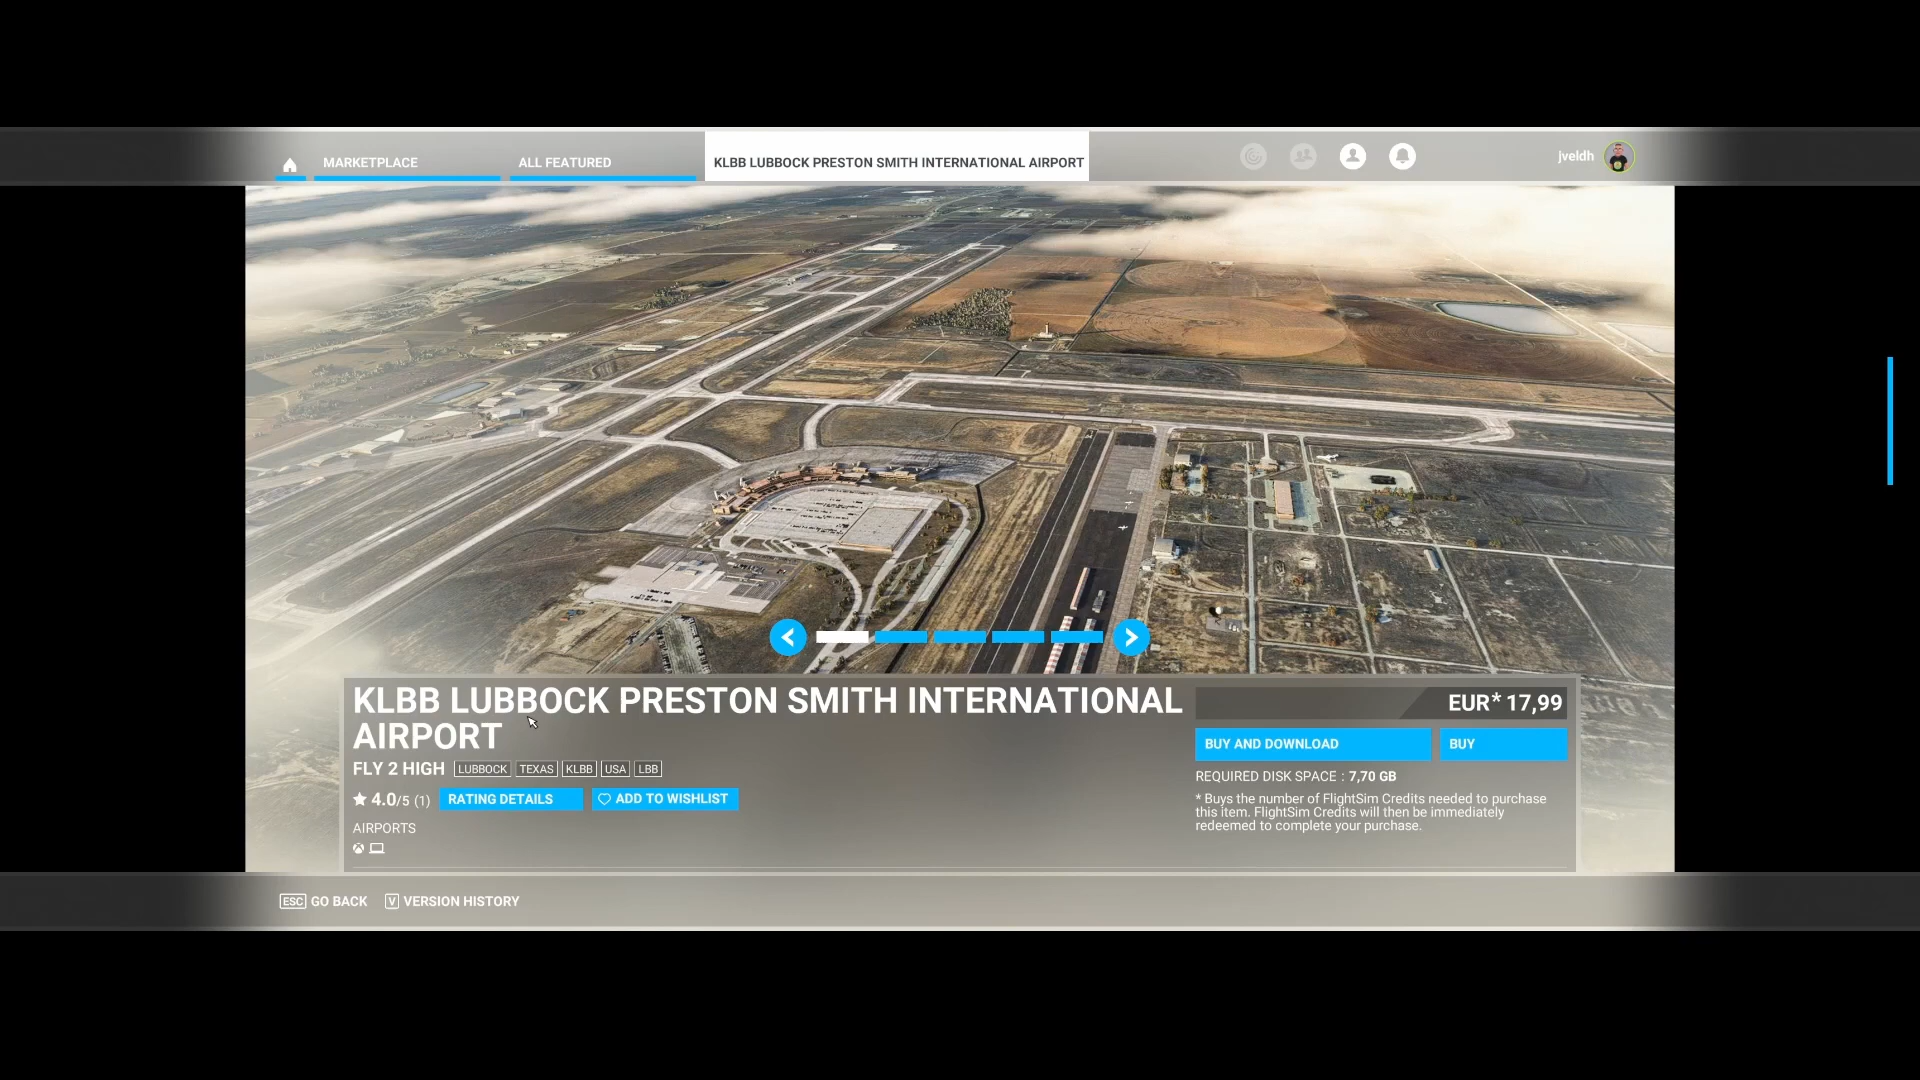 MARKETPLACE
ALL FEATURED
KLBB LUBBOCK PRESTON SMITH INTERNATIONAL AIRPORT
jveldh
KLBB LUBBOCK PRESTON SMITH INTERNATIONAL
AIRPORT
FLY 2 HIGH LUBBOCK TEXAS KLBB USA LBB
4.0/5 (1) RATING DETAILS ADD TO WISHLIST
AIRPORTS
EUR* 17,99
BUY AND DOWNLOAD BUY
REQUIRED DISK SPACE : 7,70 GB
* Buys the number of FlightSim Credits needed to purchase
this item. FlightSim Credits will then be immediately
redeemed to complete your purchase.
ESC GO BACK V VERSION HISTORY